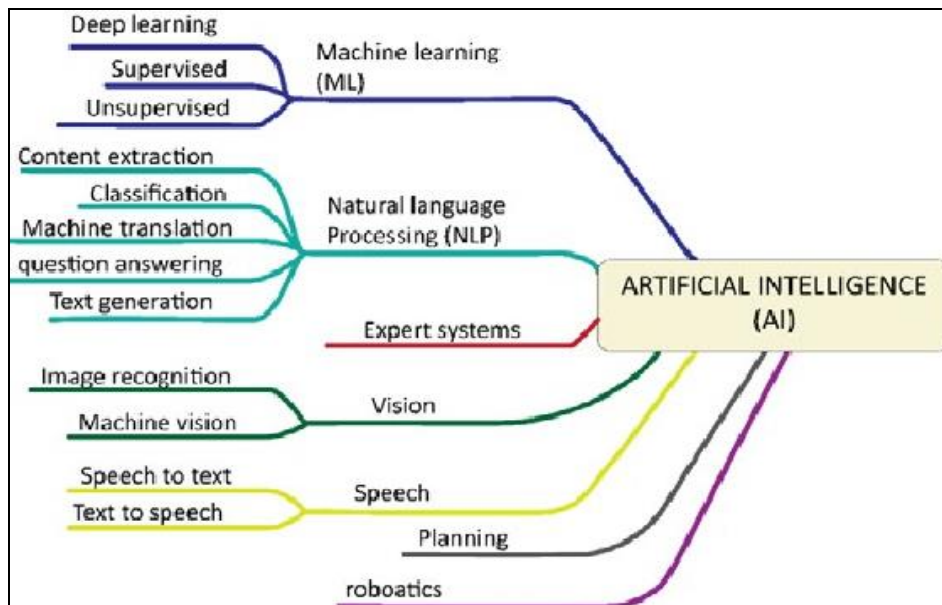 Deep learning
Supervised
Unsupervised
Machine learning
(ML)
Content extraction
Classification
Machine translation
question answering
Text generation
Natural language
Processing (NLP)
Expert systems
Image recognition
Machine vision
Vision
Speech to text
Text to speech
Speech
Planning
roboatics
ARTIFICIAL INTELLIGENCE
(AI)